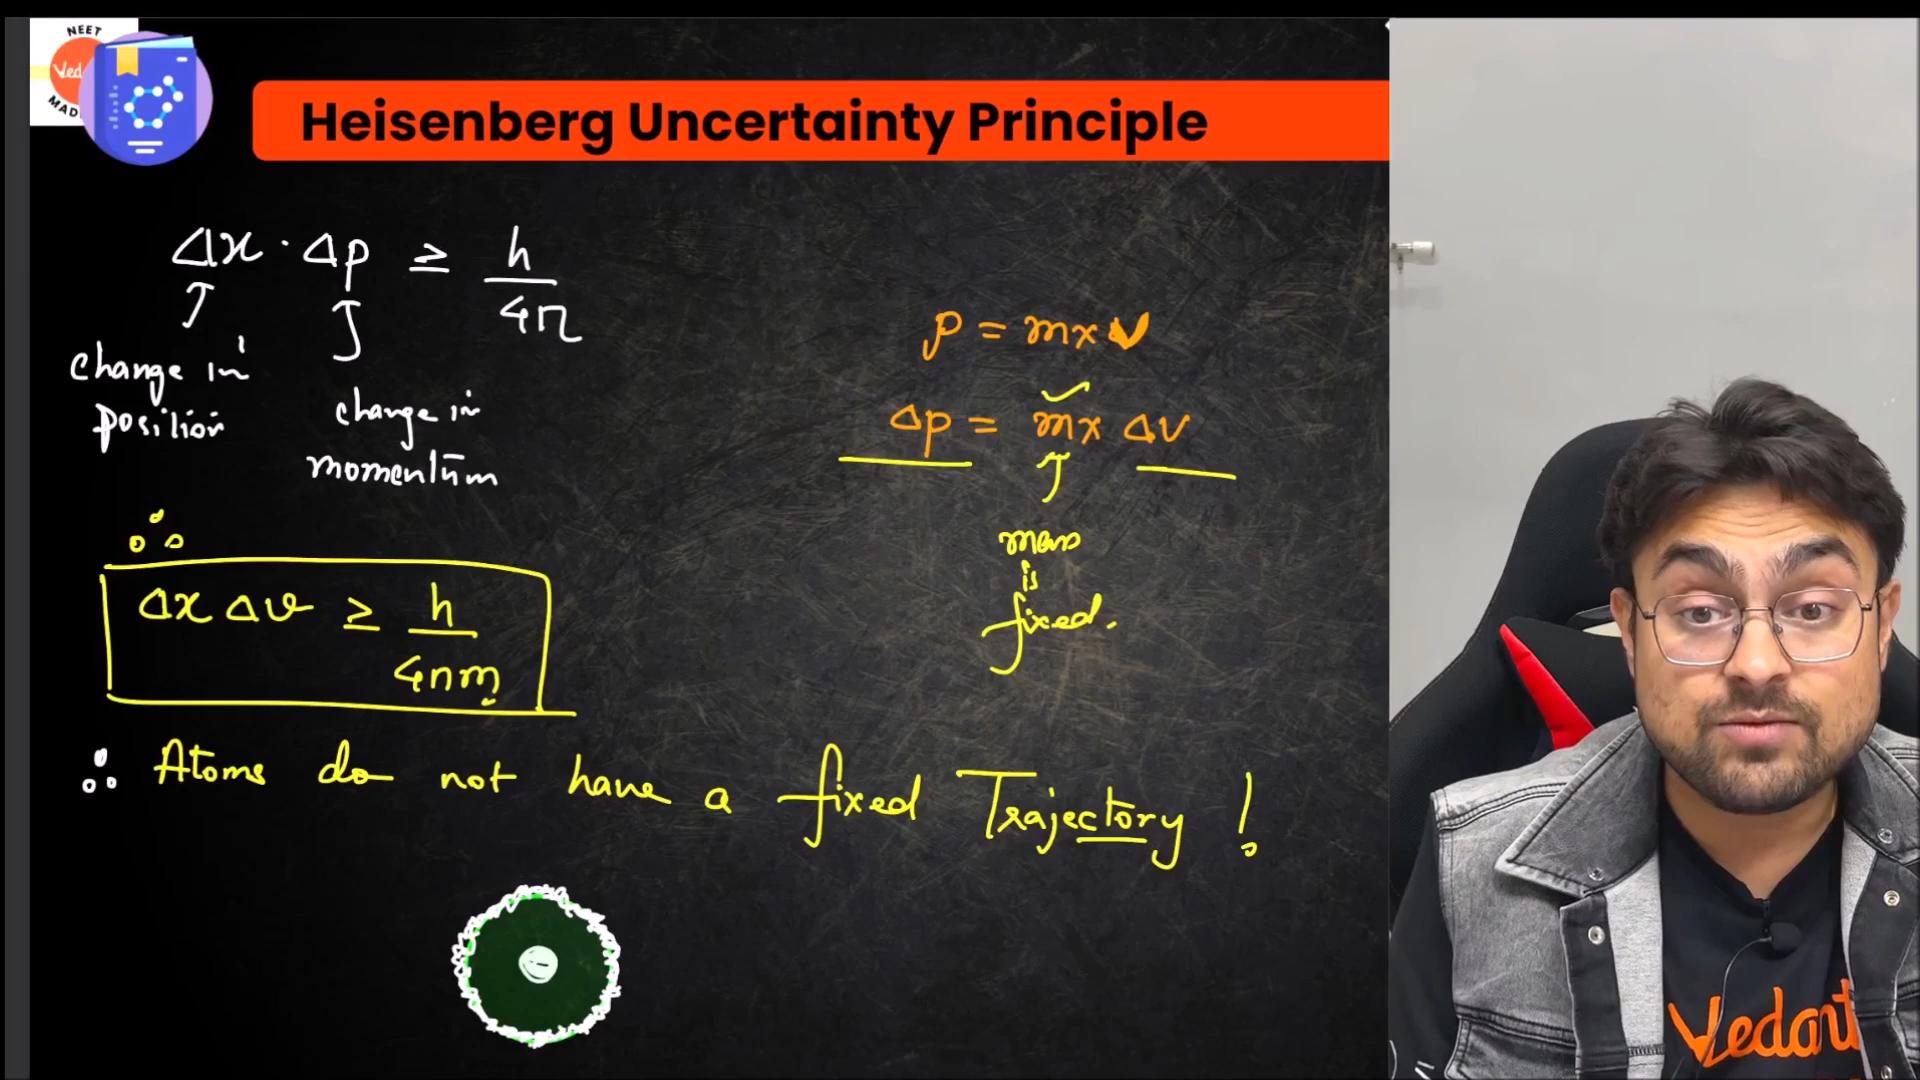 NEET
Ved
MAD
Heisenberg Uncertainty Principle
Δx · Δp ≥ h/4π
change in position
change in momentum
p = m x v
Δp = m x Δv
mass is fixed.
∴
Δx Δv ≥ h/4πm
∴ Atoms do not have a fixed Trajectory !
Vedant